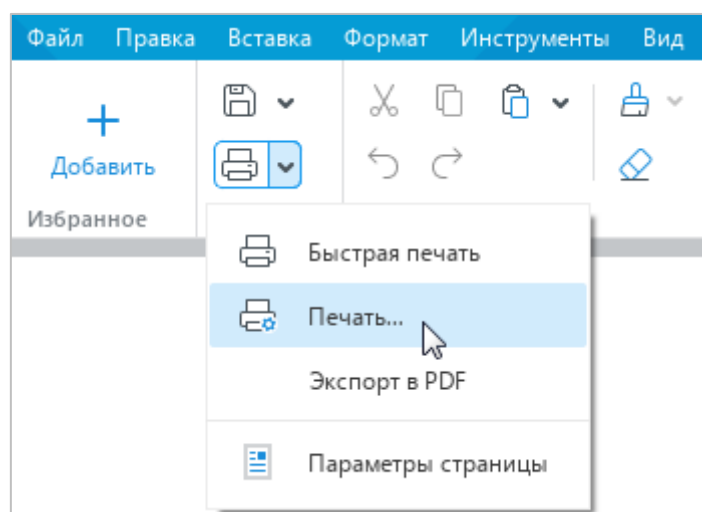 Файл Правка Вставка Формат Инструменты Вид
Добавить
Избранное
Быстрая печать
Печать...
Экспорт в PDF
Параметры страницы